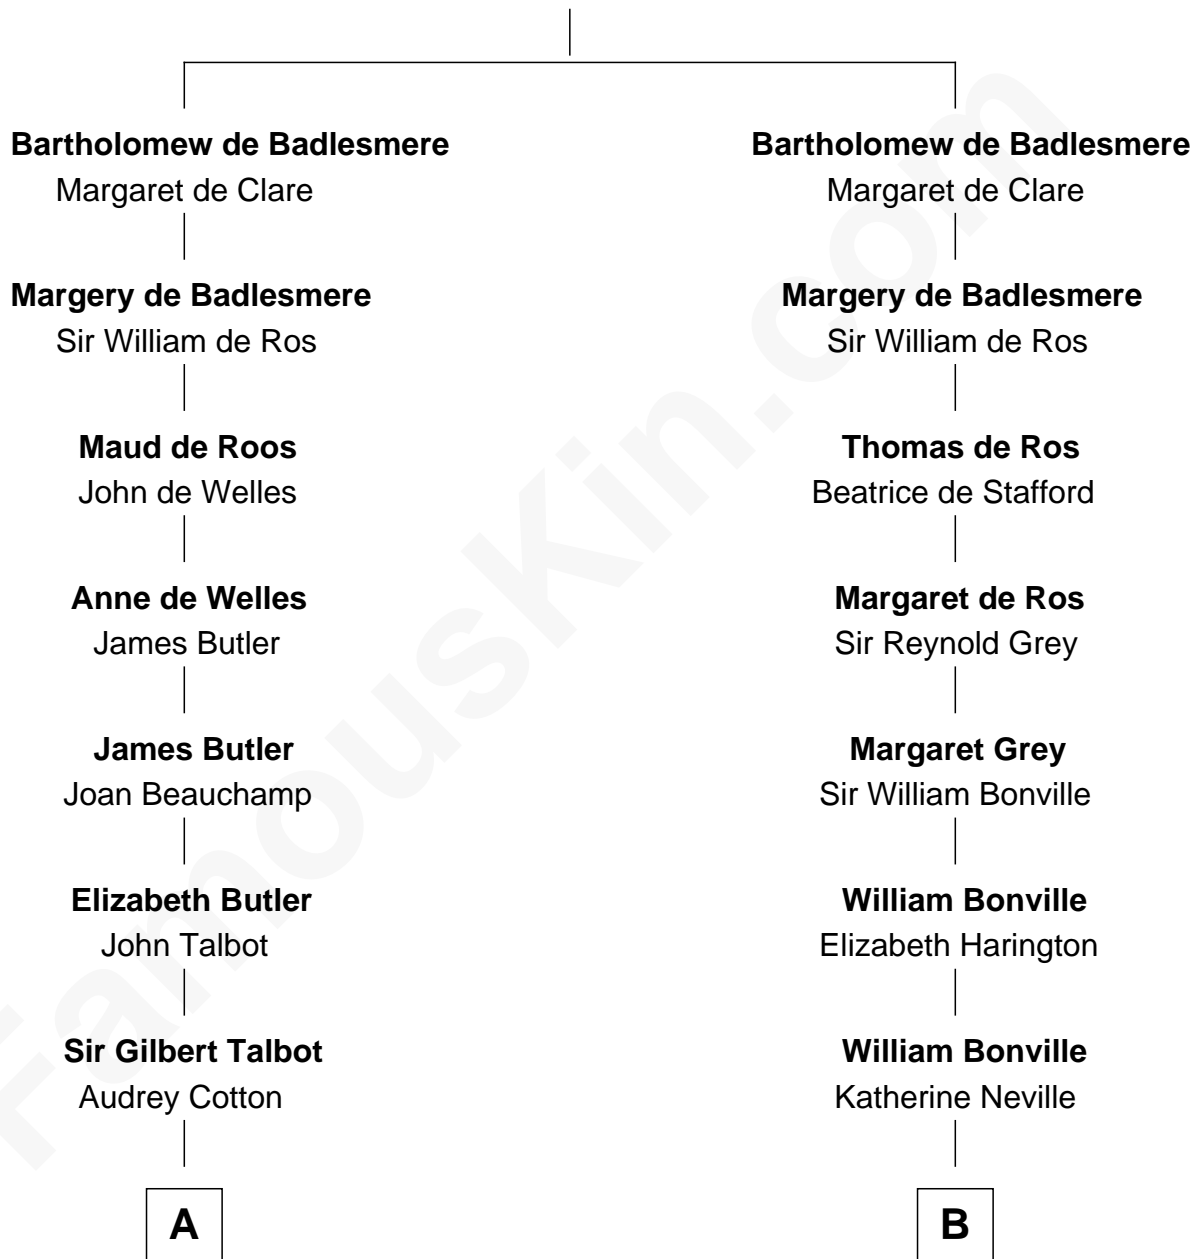 Bartholomew de Badlesmere
Margaret de Clare
Margery de Badlesmere
Sir William de Ros
Maud de Roos
John de Welles
Anne de Welles
James Butler
James Butler
Joan Beauchamp
Elizabeth Butler
John Talbot
Sir Gilbert Talbot
Audrey Cotton
A
Bartholomew de Badlesmere
Margaret de Clare
Margery de Badlesmere
Sir William de Ros
Thomas de Ros
Beatrice de Stafford
Margaret de Ros
Sir Reynold Grey
Margaret Grey
Sir William Bonville
William Bonville
Elizabeth Harington
William Bonville
Katherine Neville
B
FamousKin.com